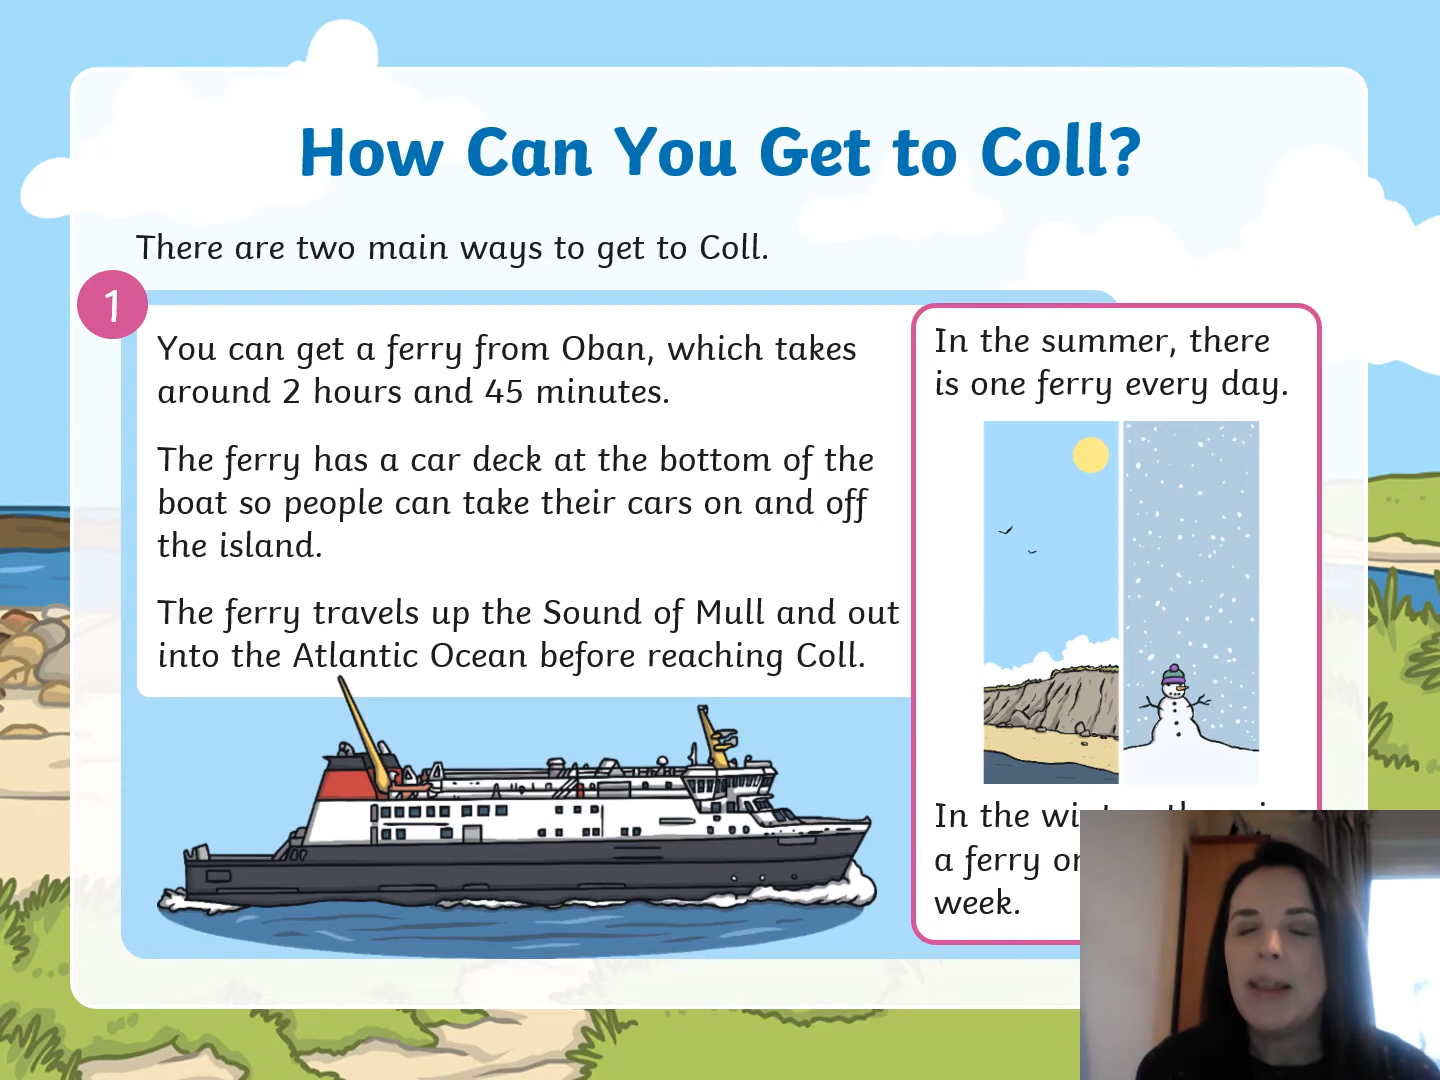 How Can You Get to Coll?
There are two main ways to get to Coll.
1
You can get a ferry from Oban, which takes
around 2 hours and 45 minutes.
The ferry has a car deck at the bottom of the
boat so people can take their cars on and off
the island.
The ferry travels up the Sound of Mull and out
into the Atlantic Ocean before reaching Coll.
In the summer, there
is one ferry every day.
In the
a ferry
week.